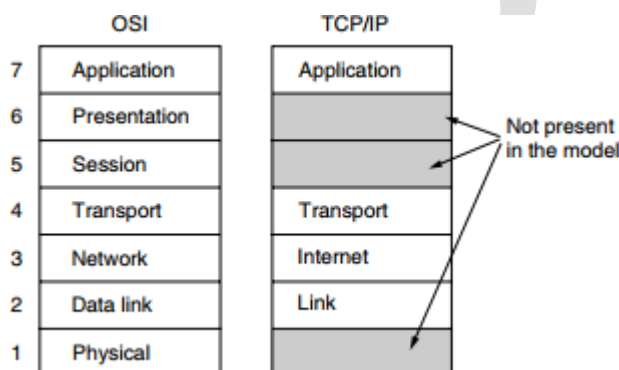 OSI TCP/IP
7 Application Application
6 Presentation
Not present
in the model
5 Session
4 Transport Transport
3 Network Internet
2 Data link Link
1 Physical